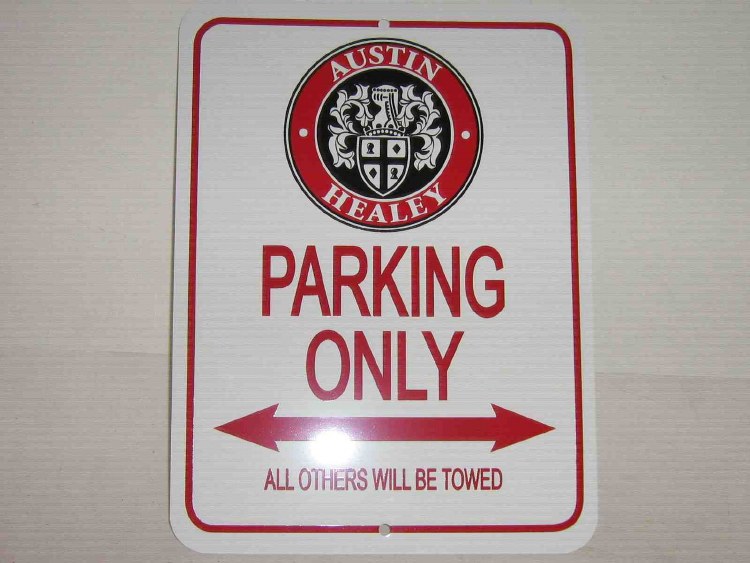 AUSTIN
HEALEY
PARKING
ONLY
ALL OTHERS WILL BE TOWED